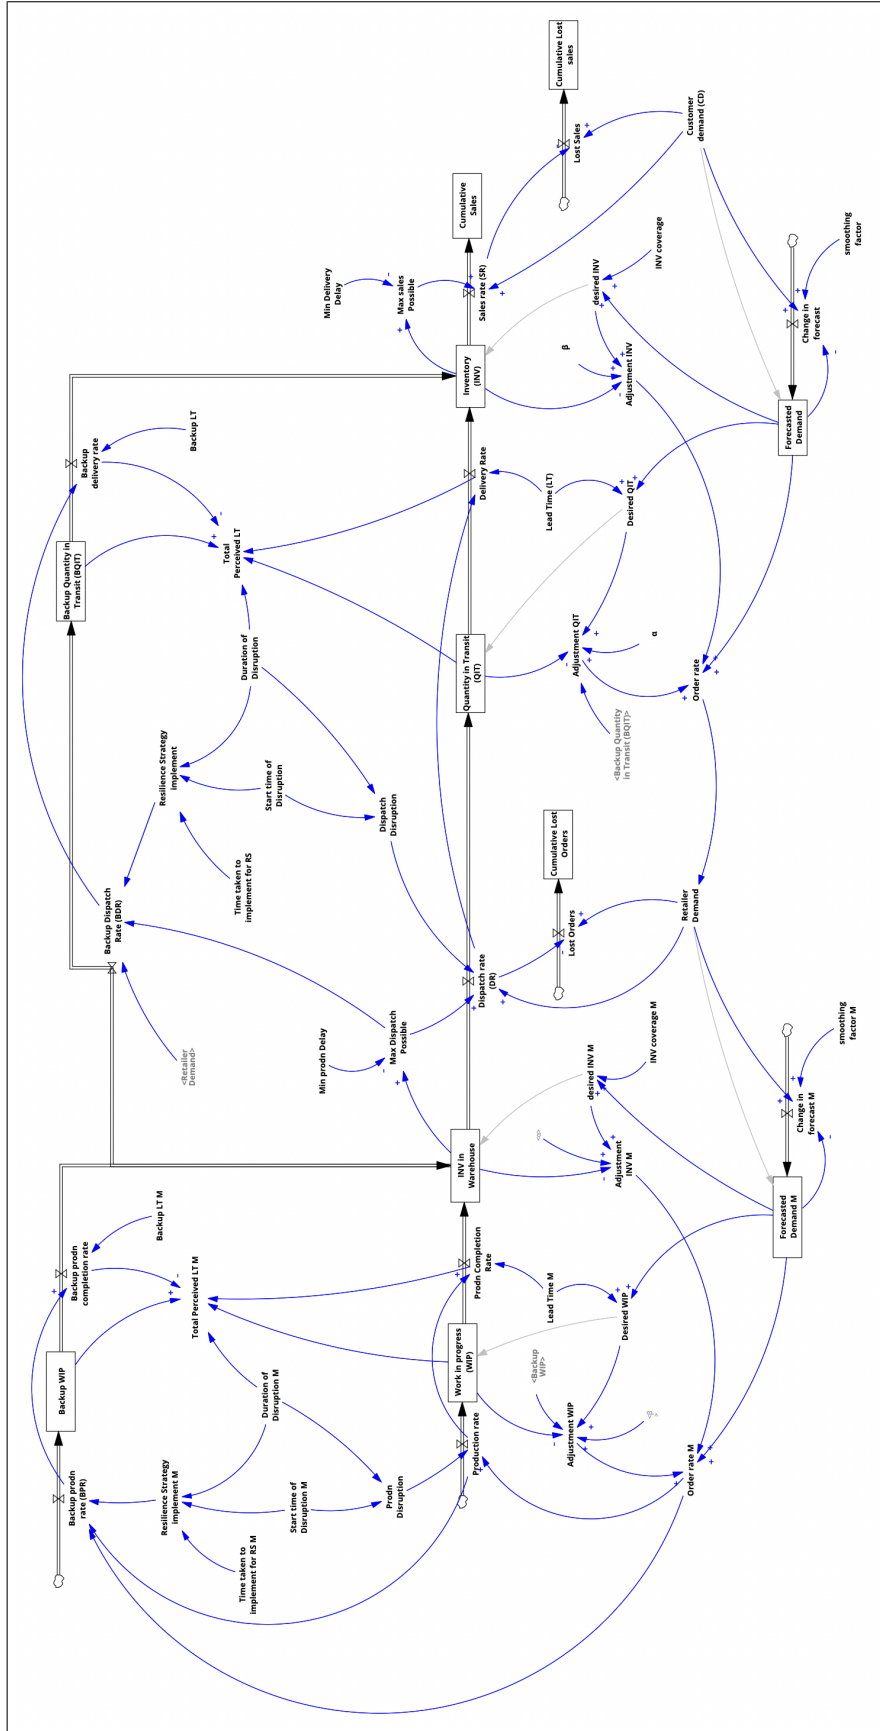 Backup WIP
Backup Quantity in
Transit (BQIT)
Backup prodn
rate (BPR)
Backup prodn
completion rate
Backup
delivery rate
Backup Dispatch
Rate (BDR)
Backup LT M
Resilience Strategy
implement M
Resilience Strategy
implement
<Retailer
Demand>
Backup LT
Total Perceived LT M
Total
Perceived LT
Time taken to
implement for RS M
Duration of
Disruption M
Time taken to
implement for RS
Duration of
Disruption
Start time of
Disruption M
Start time of
Disruption
Min prodn Delay
Min Delivery
Delay
Prodn
Disruption
Max Dispatch
Possible
Dispatch
Disruption
Max sales
Possible
Work in progress
(WIP)
INV in
Warehouse
Quantity in Transit
(QIT)
Inventory
(INV)
Cumulative
Sales
Production rate
Prodn Completion
Rate
Dispatch rate
(DR)
Delivery Rate
Sales rate (SR)
<Backup
WIP>
Lead Time M
Lead Time (LT)
Cumulative Lost
Orders
Cumulative Lost
sales
β
Adjustment WIP
Lost Orders
Adjustment QIT
Lost Sales
desired INV M
desired INV
Desired WIP
Adjustment
INV M
<Backup Quantity
in Transit (BQIT)>
Desired QIT
Adjustment INV
INV coverage M
α
INV coverage
Order rate M
Retailer
Demand
Order rate
Customer
demand (CD)
Forecasted
Demand M
Forecasted
Demand
Change in
forecast M
Change in
forecast
smoothing
factor M
smoothing
factor